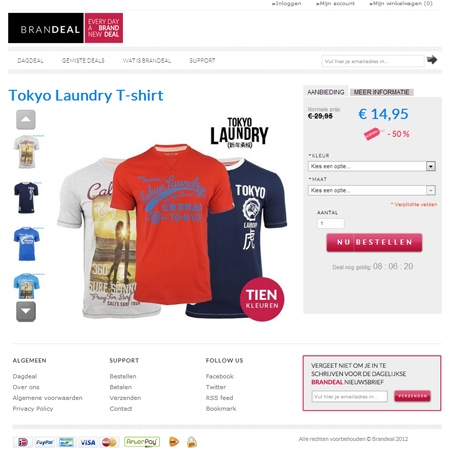 »Inloggen »Mijn account »Mijn winkelwagen (0)
BRANDEAL
EVERY DAY
A BRAND
NEW DEAL
DAGDEAL GEMISTE DEALS WAT IS BRANDEAL SUPPORT
Vul hier je emailadres in...
Tokyo Laundry T-shirt
AANBIEDING MEER INFORMATIE
Normale prijs:
€ 29,95
€ 14,95
- 50 %
* KLEUR
Kies een optie...
* MAAT
Kies een optie...
* Verplichte velden
AANTAL
1
NU BESTELLEN
Deal nog geldig: 08 : 06 : 20
TOKYO
LAUNDRY
Tokyo Laundry
TOKYO
LAUNDRY
TIEN
KLEUREN
ALGEMEEN
Dagdeal
Over ons
Algemene voorwaarden
Privacy Policy
SUPPORT
Bestellen
Betalen
Verzenden
Contact
FOLLOW US
Facebook
Twitter
RSS feed
Bookmark
VERGEET NIET OM JE IN TE
SCHRIJVEN VOOR DE DAGELIJKSE
BRANDEAL NIEUWSBRIEF
Vul hier je emailadres in...
VERZENDEN
PayPal VISA AfterPay
Alle rechten voorbehouden © Brandeal 2012